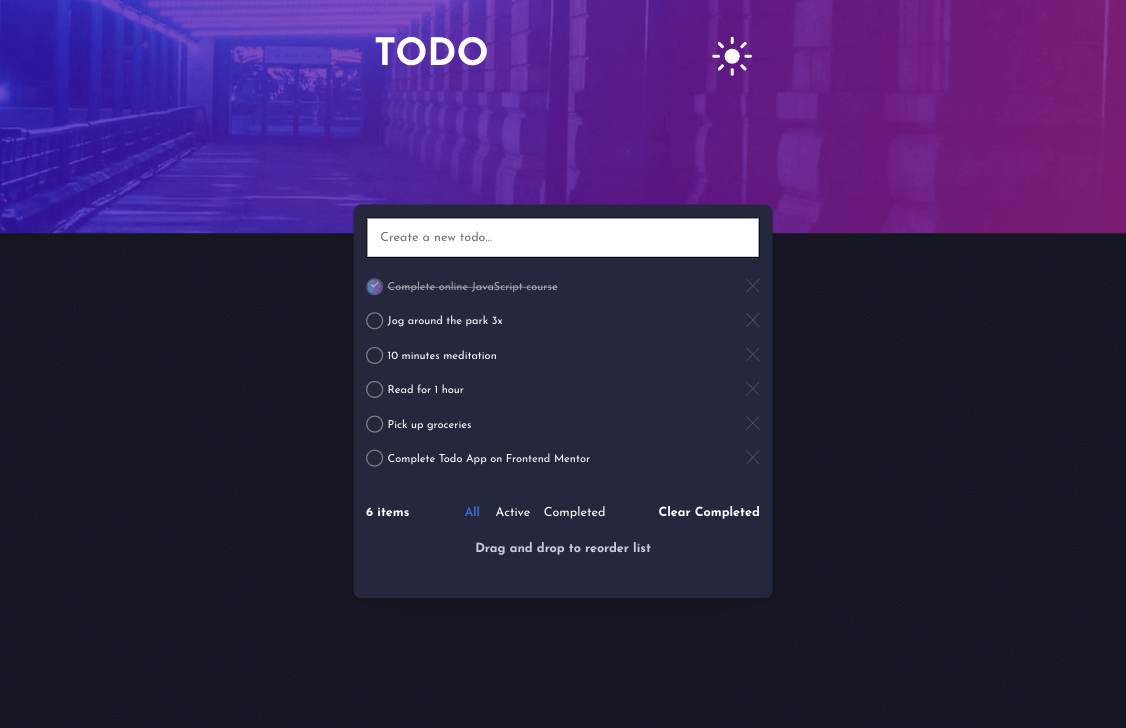 TODO
Create a new todo...
Complete online JavaScript course
Jog around the park 3x
10 minutes meditation
Read for 1 hour
Pick up groceries
Complete Todo App on Frontend Mentor
6 items All Active Completed Clear Completed
Drag and drop to reorder list